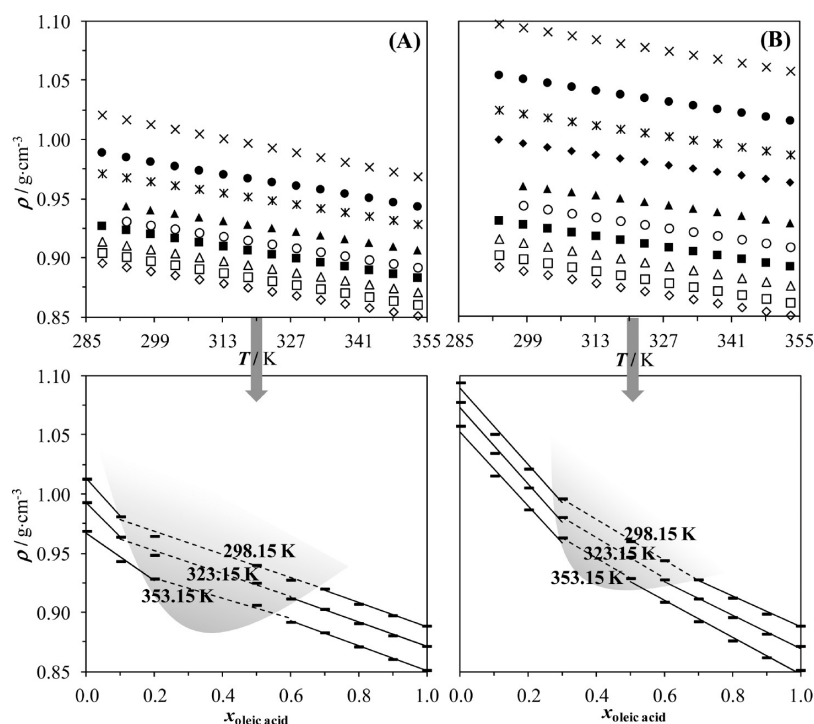 (A)
(B)
ρ / g·cm⁻³
1.10
1.05
1.00
0.95
0.90
0.85
285 299 327 341 355
T / K
285 299 313 327 341 355
T / K
ρ / g·cm⁻³
1.10
1.05
1.00
0.95
0.90
0.85
298.15 K
323.15 K
353.15 K
298.15 K
323.15 K
353.15 K
0.0 0.2 0.4 0.6 0.8 1.0
x oleic acid
0.0 0.2 0.4 0.6 0.8 1.0
x oleic acid